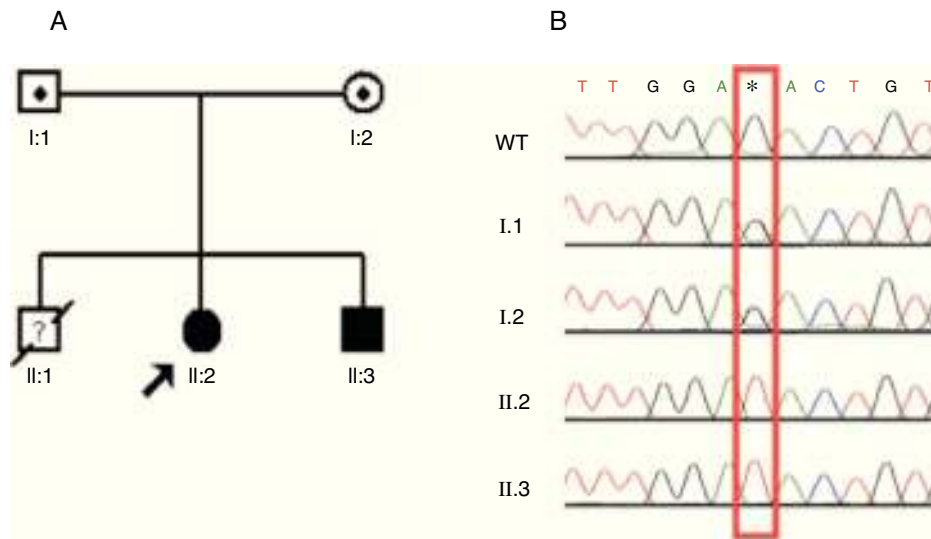 A
B
I:1
I:2
?
II:1
II:2
II:3
T T G G A * A C T G T
WT
I.1
I.2
II.2
II.3